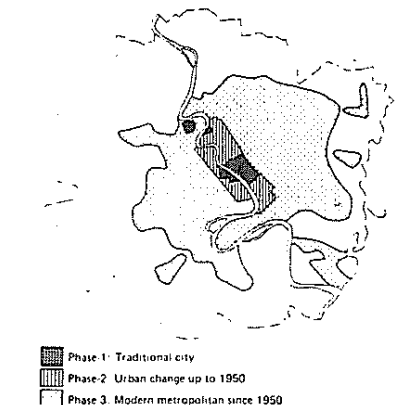 Phase-1: Traditional city
Phase-2 Urban change up to 1950
Phase 3. Modern metropolitan since 1950